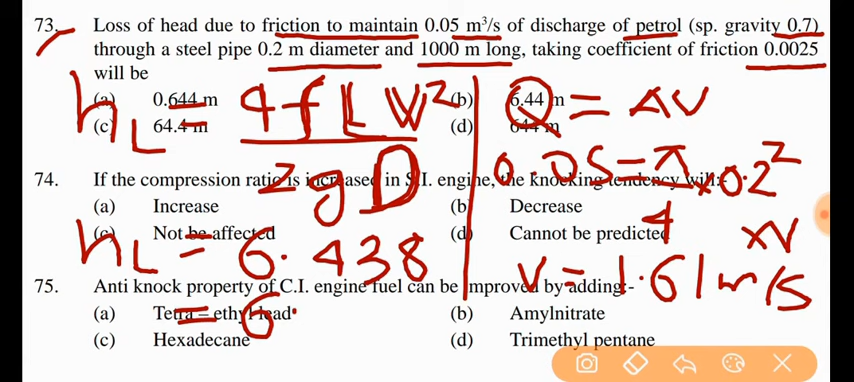 73. Loss of head due to friction to maintain 0.05 m³/s of discharge of petrol (sp. gravity 0.7)
through a steel pipe 0.2 m diameter and 1000 m long, taking coefficient of friction 0.0025
will be
(a) 0.644 m (b) 6.44 m
(c) 64.4 m (d) 644 m
hL = 4fLV²
2gD
Q = AV
0.05 = π/4 × 0.2²
×V
V = 1.61 m/s
hL = 6.438
= 6.
74. If the compression ratio is increased in S.I. engine, the knocking tendency will:-
(a) Increase (b) Decrease
(c) Not be affected (d) Cannot be predicted
75. Anti knock property of C.I. engine fuel can be improved by adding:-
(a) Tetra – ethyl lead (b) Amylnitrate
(c) Hexadecane (d) Trimethyl pentane